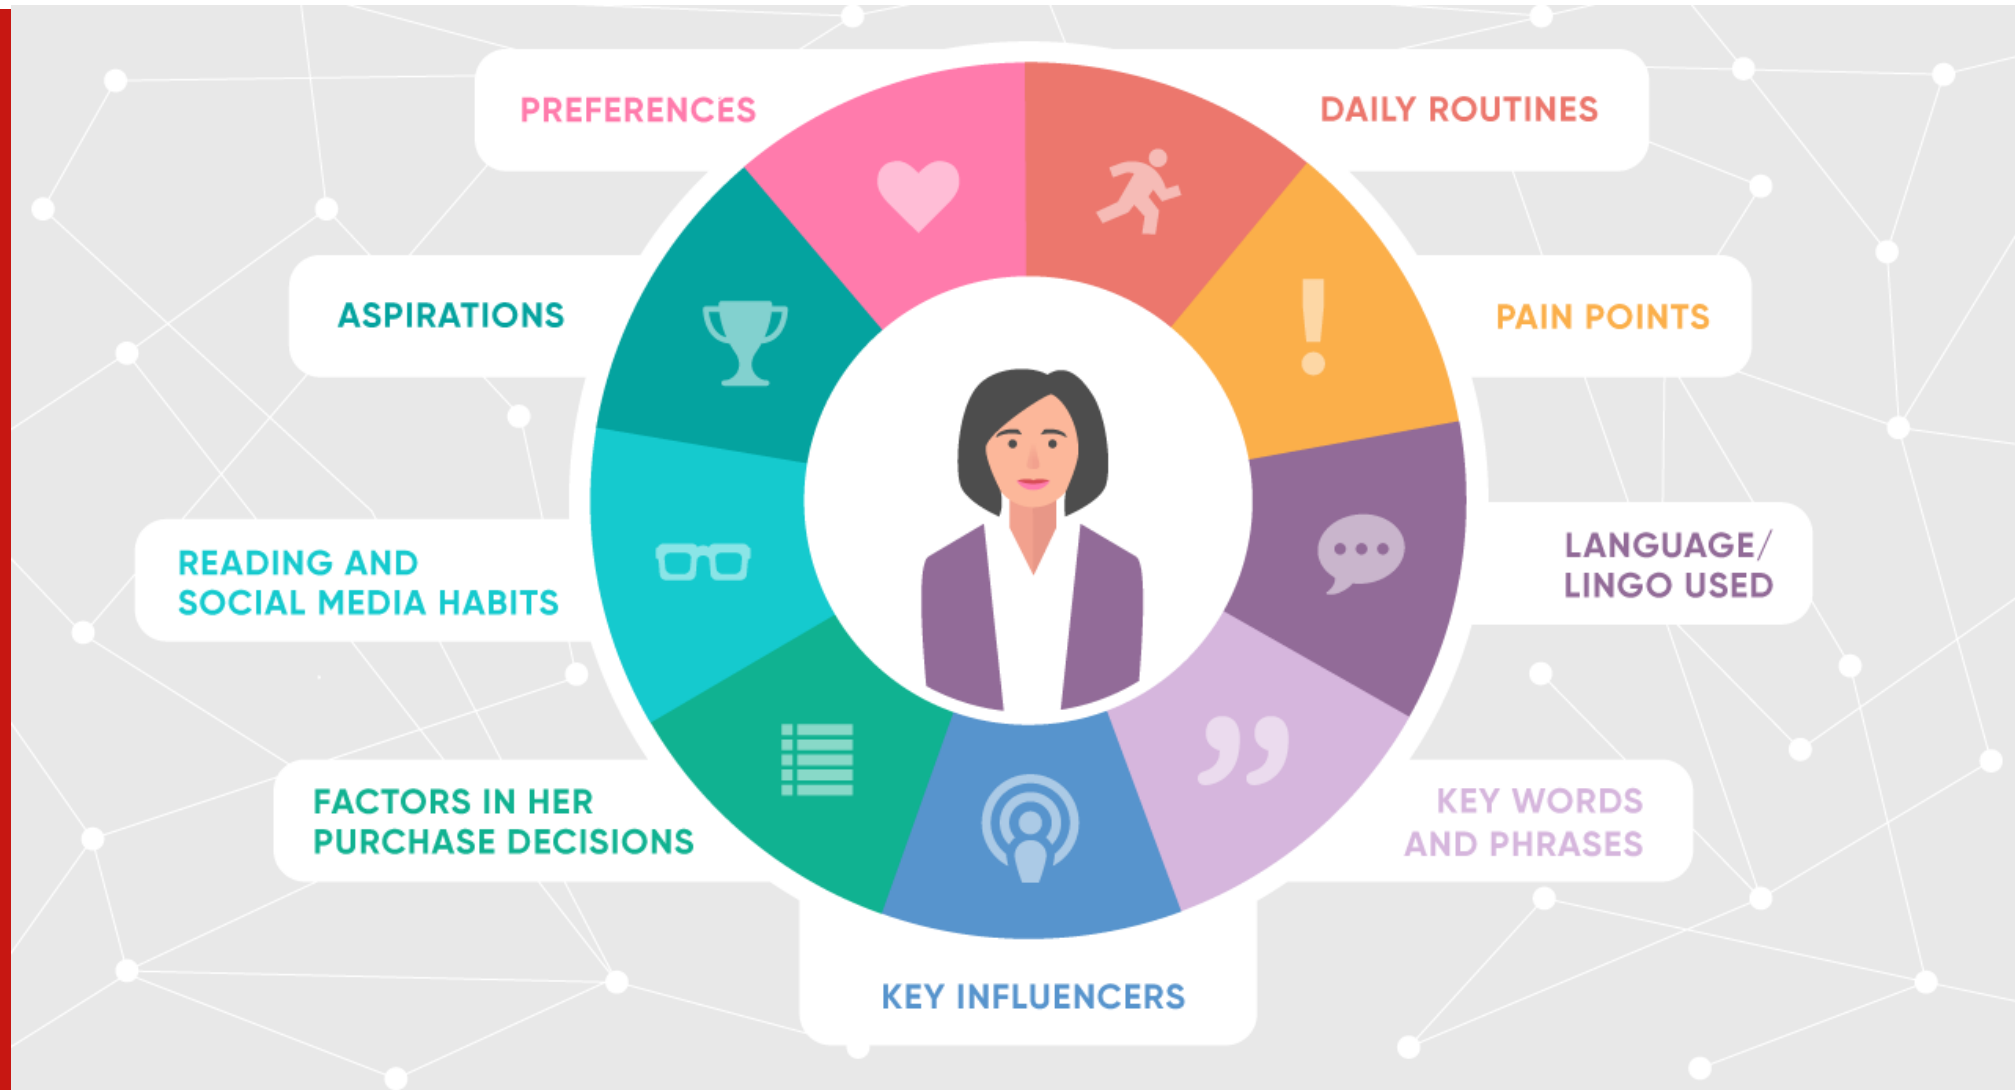 PREFERENCES
DAILY ROUTINES
ASPIRATIONS
PAIN POINTS
READING AND
SOCIAL MEDIA HABITS
LANGUAGE/
LINGO USED
FACTORS IN HER
PURCHASE DECISIONS
KEY WORDS
AND PHRASES
KEY INFLUENCERS